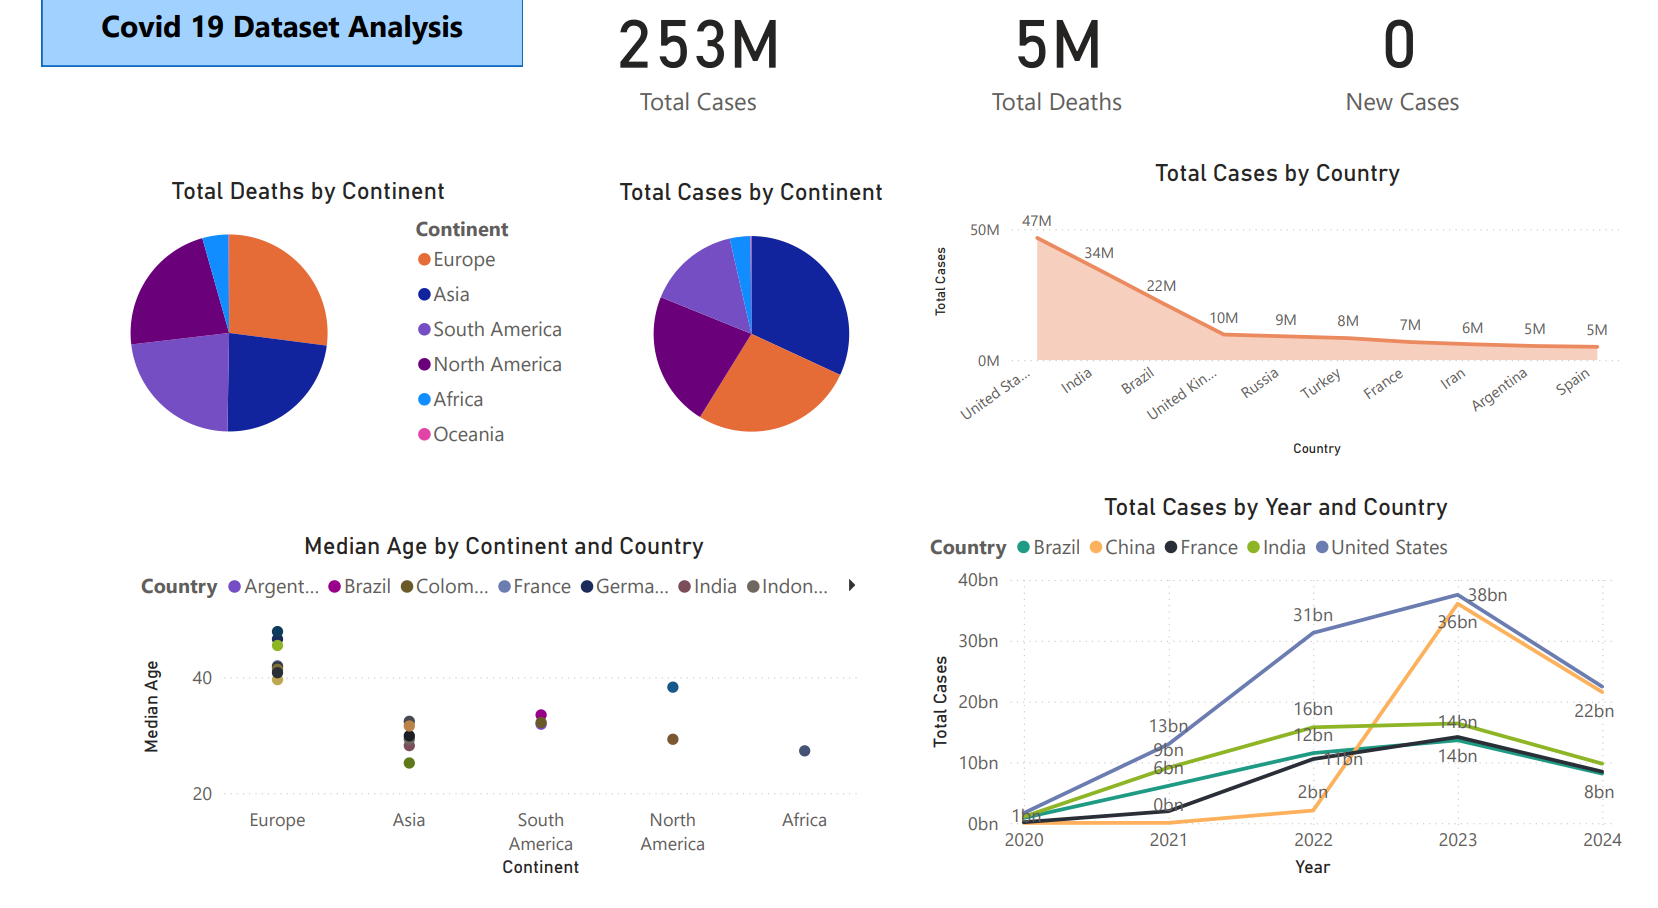 Covid 19 Dataset Analysis
253M
Total Cases
5M
Total Deaths
0
New Cases
Total Deaths by Continent
Continent
Europe
Asia
South America
North America
Africa
Oceania
Total Cases by Continent
Total Cases by Country
Total Cases
50M
0M
47M
34M
22M
10M
9M
8M
7M
6M
5M
5M
United Sta...
India
Brazil
United Kin...
Russia
Turkey
France
Iran
Argentina
Spain
Country
Median Age by Continent and Country
Country Argent... Brazil Colom... France Germa... India Indon...
Median Age
40
20
Europe
Asia
South
America
North
America
Africa
Continent
Total Cases by Year and Country
Country Brazil China France India United States
Total Cases
40bn
30bn
20bn
10bn
0bn
1bn
13bn
9bn
6bn
0bn
31bn
16bn
12bn
11bn
2bn
38bn
36bn
14bn
14bn
22bn
8bn
2020 2021 2022 2023 2024
Year